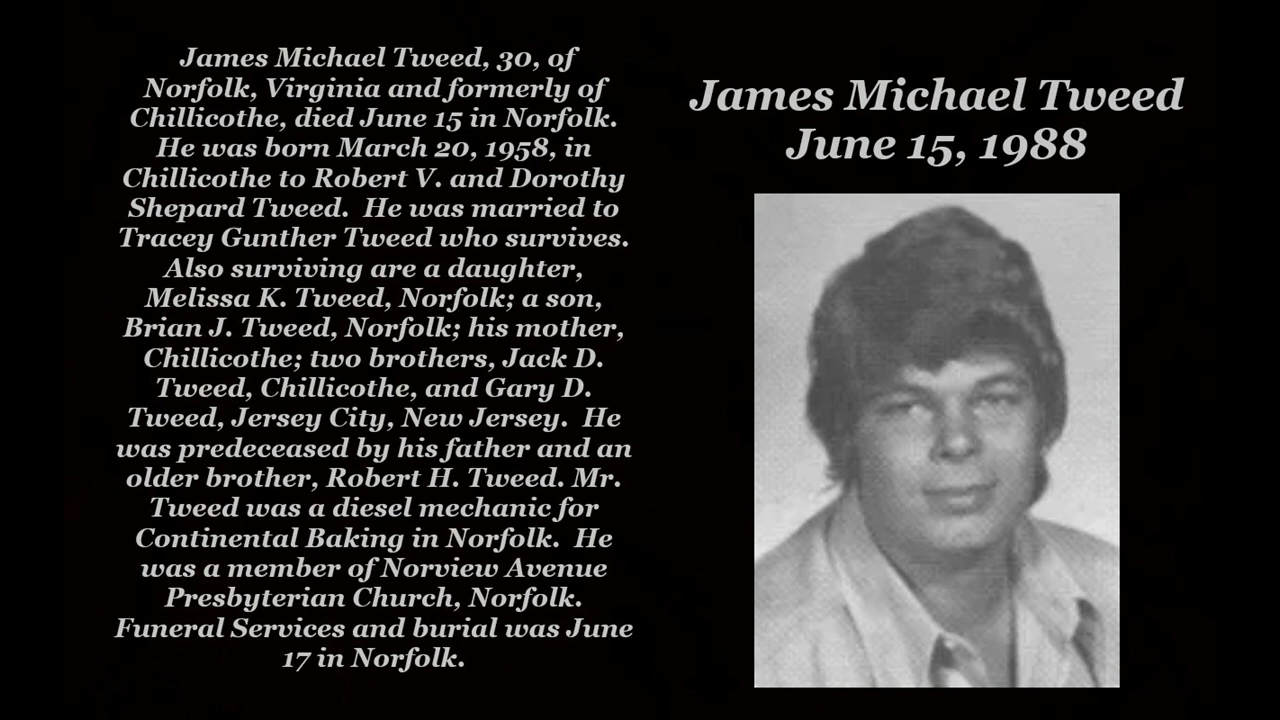 James Michael Tweed, 30, of
Norfolk, Virginia and formerly of
Chillicothe, died June 15 in Norfolk.
He was born March 20, 1958, in
Chillicothe to Robert V. and Dorothy
Shepard Tweed.  He was married to
Tracey Gunther Tweed who survives.
Also surviving are a daughter,
Melissa K. Tweed, Norfolk; a son,
Brian J. Tweed, Norfolk; his mother,
Chillicothe; two brothers, Jack D.
Tweed, Chillicothe, and Gary D.
Tweed, Jersey City, New Jersey.  He
was predeceased by his father and an
older brother, Robert H. Tweed. Mr.
Tweed was a diesel mechanic for
Continental Baking in Norfolk.  He
was a member of Norview Avenue
Presbyterian Church, Norfolk.
Funeral Services and burial was June
17 in Norfolk.
James Michael Tweed
June 15, 1988